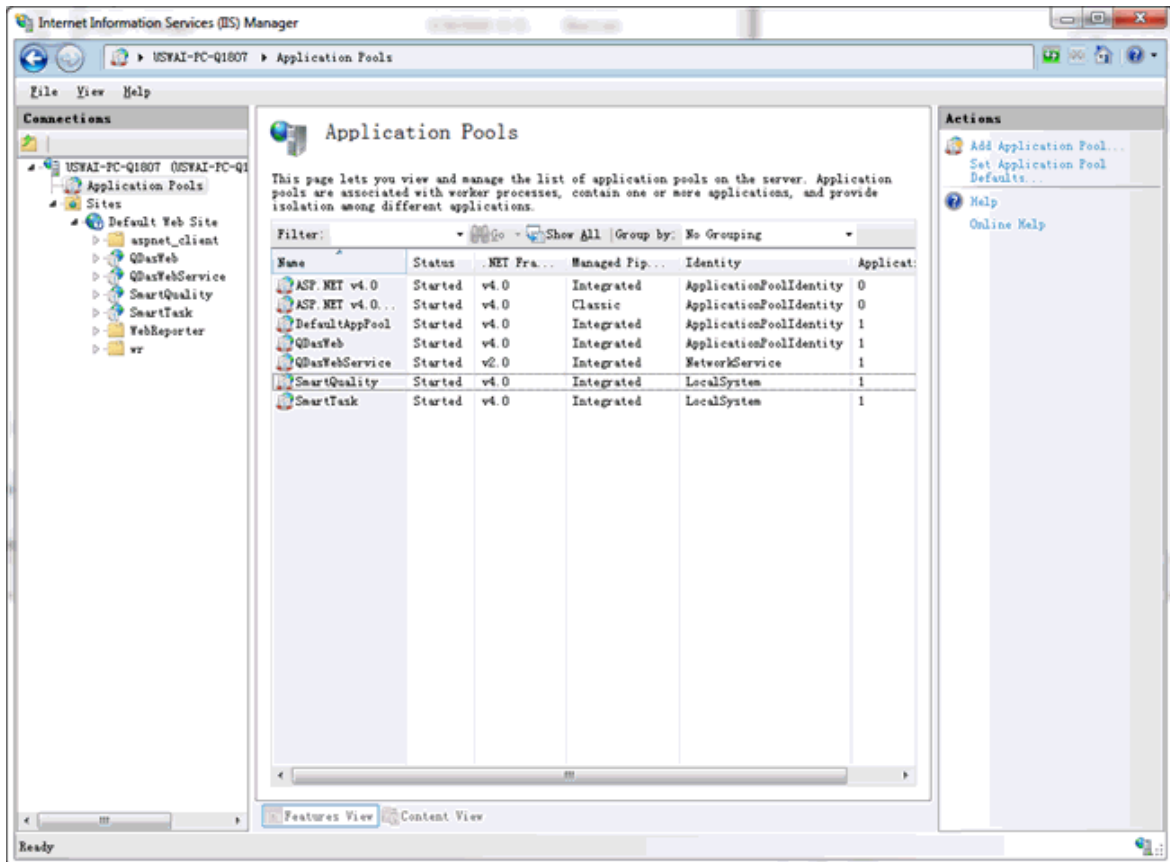 Internet Information Services (IIS) Manager
USWAI-PC-Q1807 Application Pools
File View Help
Connections
USWAI-PC-Q1807 (USWAI-PC-Q1
Application Pools
Sites
Default Web Site
aspnet_client
QDasWeb
QDasWebService
SmartQuality
SmartTask
WebReporter
wr
Application Pools
This page lets you view and manage the list of application pools on the server. Application
pools are associated with worker processes, contain one or more applications, and provide
isolation among different applications.
Filter: Go Show All Group by: No Grouping
Name Status .NET Fra... Managed Pip... Identity Applicat
ASP.NET v4.0 Started v4.0 Integrated ApplicationPoolIdentity 0
ASP.NET v4.0... Started v4.0 Classic ApplicationPoolIdentity 0
DefaultAppPool Started v4.0 Integrated ApplicationPoolIdentity 1
QDasWeb Started v4.0 Integrated ApplicationPoolIdentity 1
QDasWebService Started v2.0 Integrated NetworkService 1
SmartQuality Started v4.0 Integrated LocalSystem 1
SmartTask Started v4.0 Integrated LocalSystem 1
Features View Content View
Actions
Add Application Pool...
Set Application Pool
Defaults...
Help
Online Help
Ready